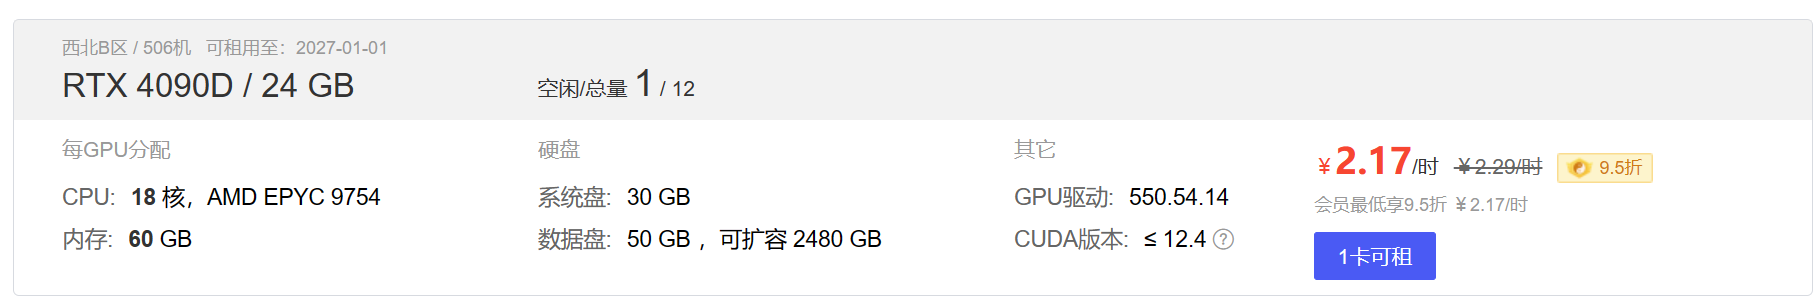 西北B区 / 506机 可租用至：2027-01-01
RTX 4090D / 24 GB
空闲/总量 1 / 12
每GPU分配
CPU: 18 核，AMD EPYC 9754
内存: 60 GB
硬盘
系统盘: 30 GB
数据盘: 50 GB ，可扩容 2480 GB
其它
GPU驱动: 550.54.14
CUDA版本: ≤ 12.4 ?
￥2.17/时 ￥2.29/时 9.5折
会员最低享9.5折 ￥2.17/时
1卡可租